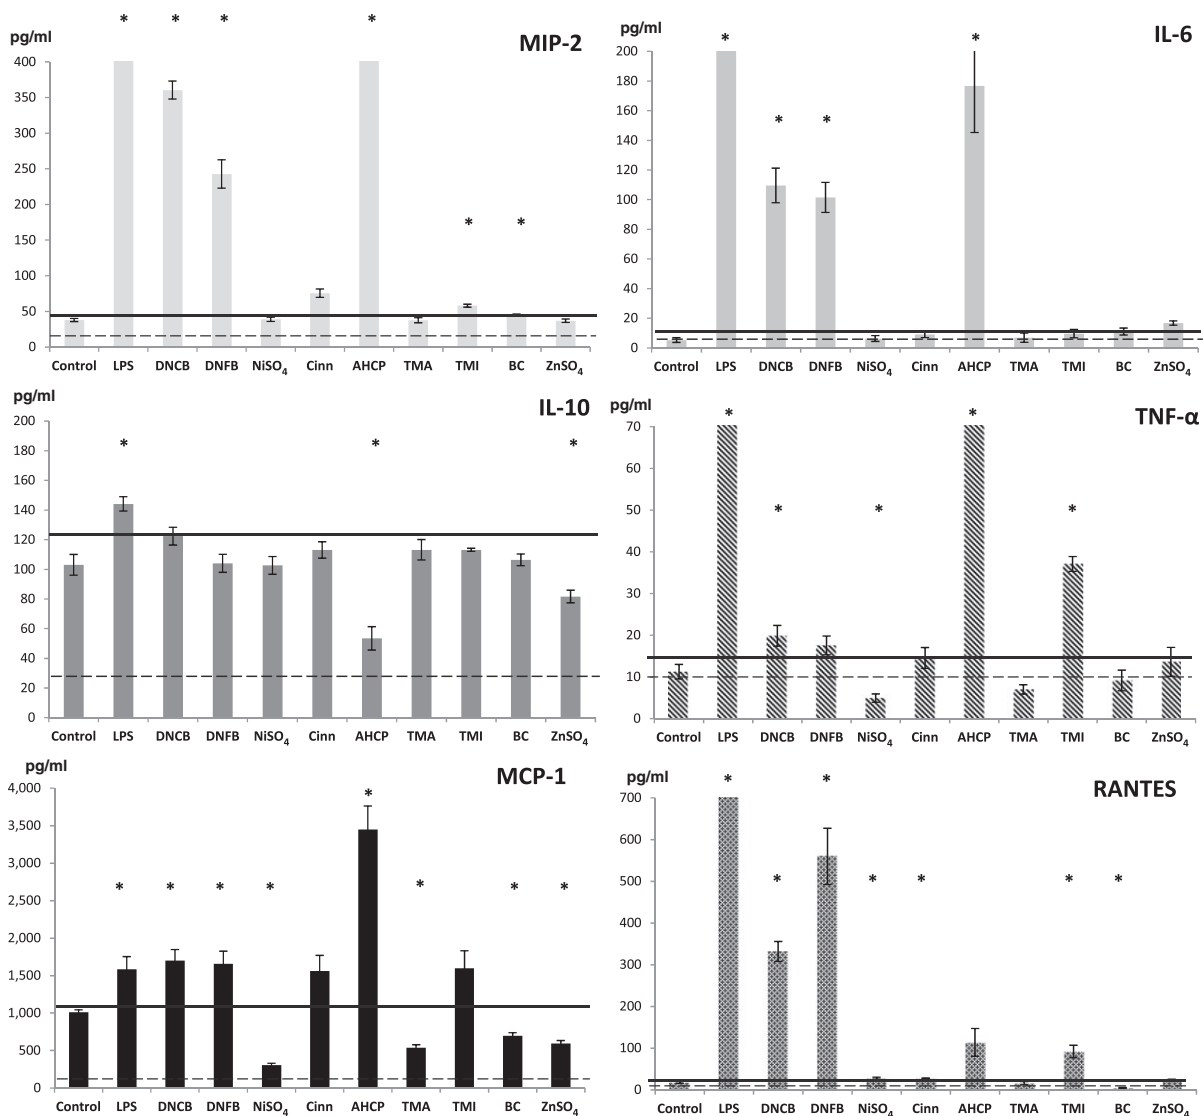 pg/ml
MIP-2
* * * * * *
400
350
300
250
200
150
100
50
0
Control LPS DNCB DNFB NiSO4 Cinn AHCP TMA TMI BC ZnSO4
pg/ml
IL-6
* * * *
200
180
160
140
120
100
80
60
40
20
0
Control LPS DNCB DNFB NiSO4 Cinn AHCP TMA TMI BC ZnSO4
pg/ml
IL-10
* * *
200
180
160
140
120
100
80
60
40
20
0
Control LPS DNCB DNFB NiSO4 Cinn AHCP TMA TMI BC ZnSO4
pg/ml
TNF-α
* * * * *
70
60
50
40
30
20
10
0
Control LPS DNCB DNFB NiSO4 Cinn AHCP TMA TMI BC ZnSO4
pg/ml
MCP-1
* * * * * * * *
4,000
3,500
3,000
2,500
2,000
1,500
1,000
500
0
Control LPS DNCB DNFB NiSO4 Cinn AHCP TMA TMI BC ZnSO4
pg/ml
RANTES
* * * * * * *
700
600
500
400
300
200
100
0
Control LPS DNCB DNFB NiSO4 Cinn AHCP TMA TMI BC ZnSO4